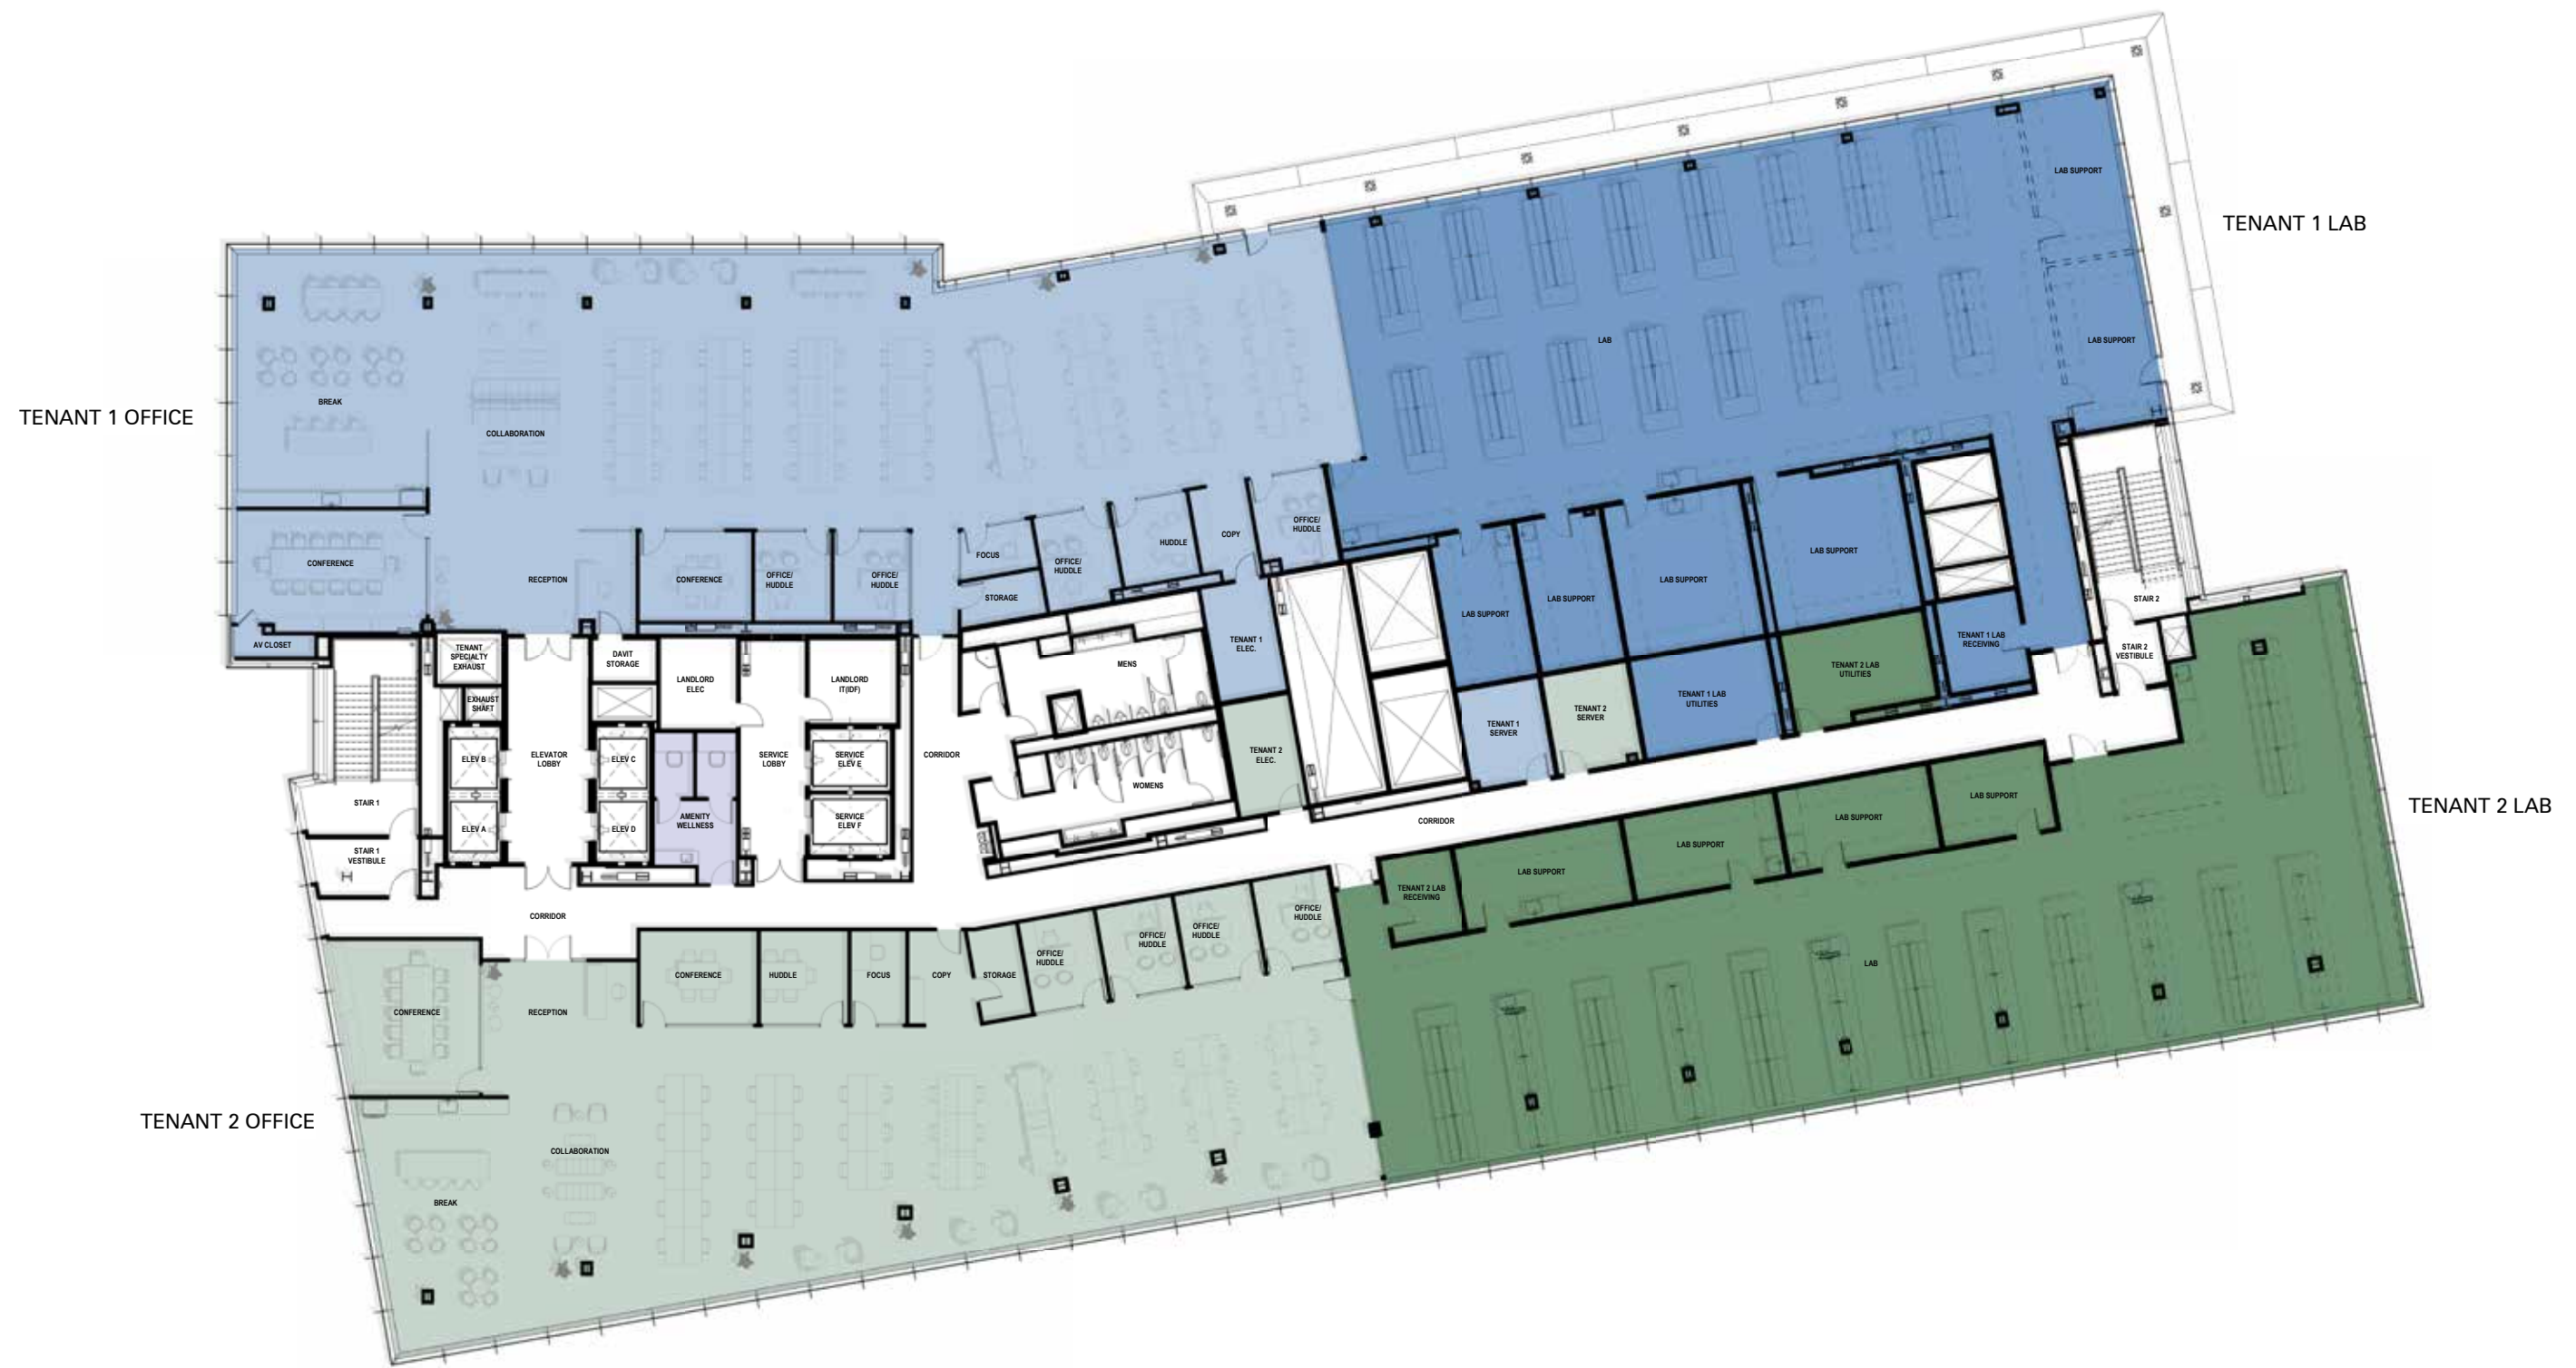 TENANT 1 LAB
LAB SUPPORT
LAB
LAB SUPPORT
TENANT 1 OFFICE
BREAK
COLLABORATION
CONFERENCE
RECEPTION
CONFERENCE
OFFICE/
HUDDLE
OFFICE/
HUDDLE
FOCUS
STORAGE
OFFICE/
HUDDLE
HUDDLE
COPY
OFFICE/
HUDDLE
LAB SUPPORT
LAB SUPPORT
LAB SUPPORT
LAB SUPPORT
AV CLOSET
TENANT
SPECIALTY
EXHAUST
EXHAUST
SHAFT
DAVIT
STORAGE
LANDLORD
ELEC
LANDLORD
IT(IDF)
MENS
TENANT 1
ELEC.
TENANT 1 LAB
RECEIVING
STAIR 2
STAIR 2
VESTIBULE
TENANT 2 LAB
UTILITIES
TENANT 1 LAB
UTILITIES
TENANT 2
SERVER
TENANT 1
SERVER
ELEV B
ELEVATOR
LOBBY
ELEV C
SERVICE
LOBBY
SERVICE
ELEV E
CORRIDOR
WOMENS
TENANT 2
ELEC.
STAIR 1
ELEV A
ELEV D
AMENITY
WELLNESS
SERVICE
ELEV F
CORRIDOR
LAB SUPPORT
LAB SUPPORT
LAB SUPPORT
LAB SUPPORT
TENANT 2 LAB
STAIR 1
VESTIBULE
TENANT 2 LAB
RECEIVING
CORRIDOR
OFFICE/
HUDDLE
OFFICE/
HUDDLE
OFFICE/
HUDDLE
OFFICE/
HUDDLE
CONFERENCE
RECEPTION
CONFERENCE
HUDDLE
FOCUS
COPY
STORAGE
LAB
TENANT 2 OFFICE
COLLABORATION
BREAK